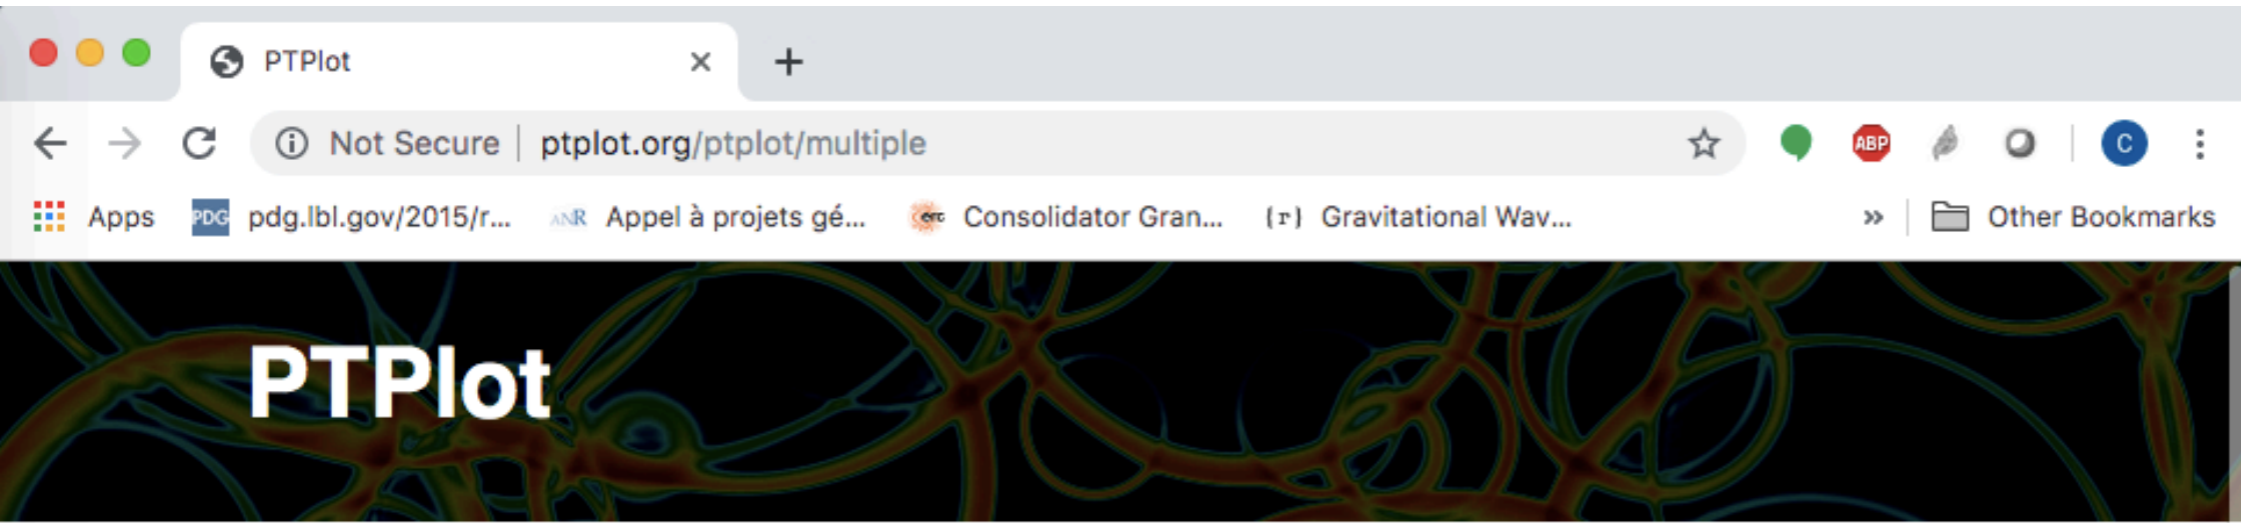 PTPlot
Not Secure ptplot.org/ptplot/multiple ABP C
Apps PDG pdg.lbl.gov/2015/r... ANR Appel à projets gé... erc Consolidator Gran... {r} Gravitational Wav... » Other Bookmarks
PTPlot